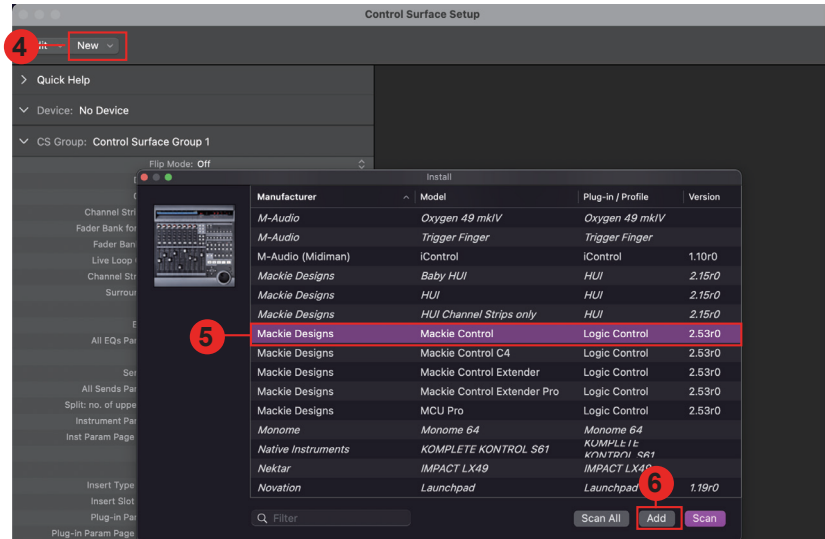 Control Surface Setup
4
New
Quick Help
Device: No Device
CS Group: Control Surface Group 1
Flip Mode: Off
Install
Manufacturer Model Plug-in / Profile Version
M-Audio Oxygen 49 mkIV Oxygen 49 mkIV
M-Audio Trigger Finger Trigger Finger
M-Audio (Midiman) iControl iControl 1.10r0
Mackie Designs Baby HUI HUI 2.15r0
Mackie Designs HUI HUI 2.15r0
Mackie Designs HUI Channel Strips only HUI 2.15r0
5
Mackie Designs Mackie Control Logic Control 2.53r0
Mackie Designs Mackie Control C4 Logic Control 2.53r0
Mackie Designs Mackie Control Extender Logic Control 2.53r0
Mackie Designs Mackie Control Extender Pro Logic Control 2.53r0
Mackie Designs MCU Pro Logic Control 2.53r0
Monome Monome 64 Monome 64
Native Instruments KOMPLETE KONTROL S61 KOMPLETE KONTROL S61
Nektar IMPACT LX49 IMPACT LX49
Novation Launchpad Launchpad 1.19r0
6
Filter Scan All Add Scan
Channel Stri
Fader Bank for
Fader Ban
Live Loop
Channel Str
Surrou
All EQs Par
Se
All Sends Par
Split: no. of uppe
Instrument Par
Inst Param Page
Insert Type
Insert Slot
Plug-in Par
Plug-in Param Page